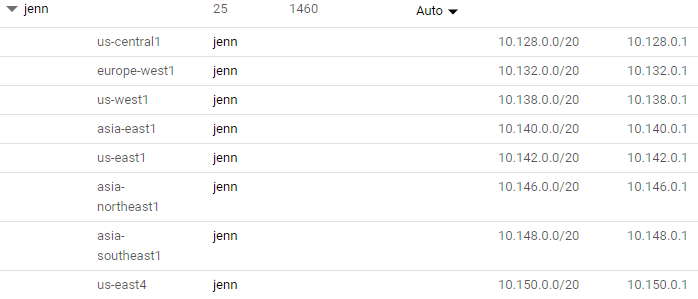 jenn 25 1460 Auto
us-central1 jenn 10.128.0.0/20 10.128.0.1
europe-west1 jenn 10.132.0.0/20 10.132.0.1
us-west1 jenn 10.138.0.0/20 10.138.0.1
asia-east1 jenn 10.140.0.0/20 10.140.0.1
us-east1 jenn 10.142.0.0/20 10.142.0.1
asia- jenn 10.146.0.0/20 10.146.0.1
northeast1
asia- jenn 10.148.0.0/20 10.148.0.1
southeast1
us-east4 jenn 10.150.0.0/20 10.150.0.1